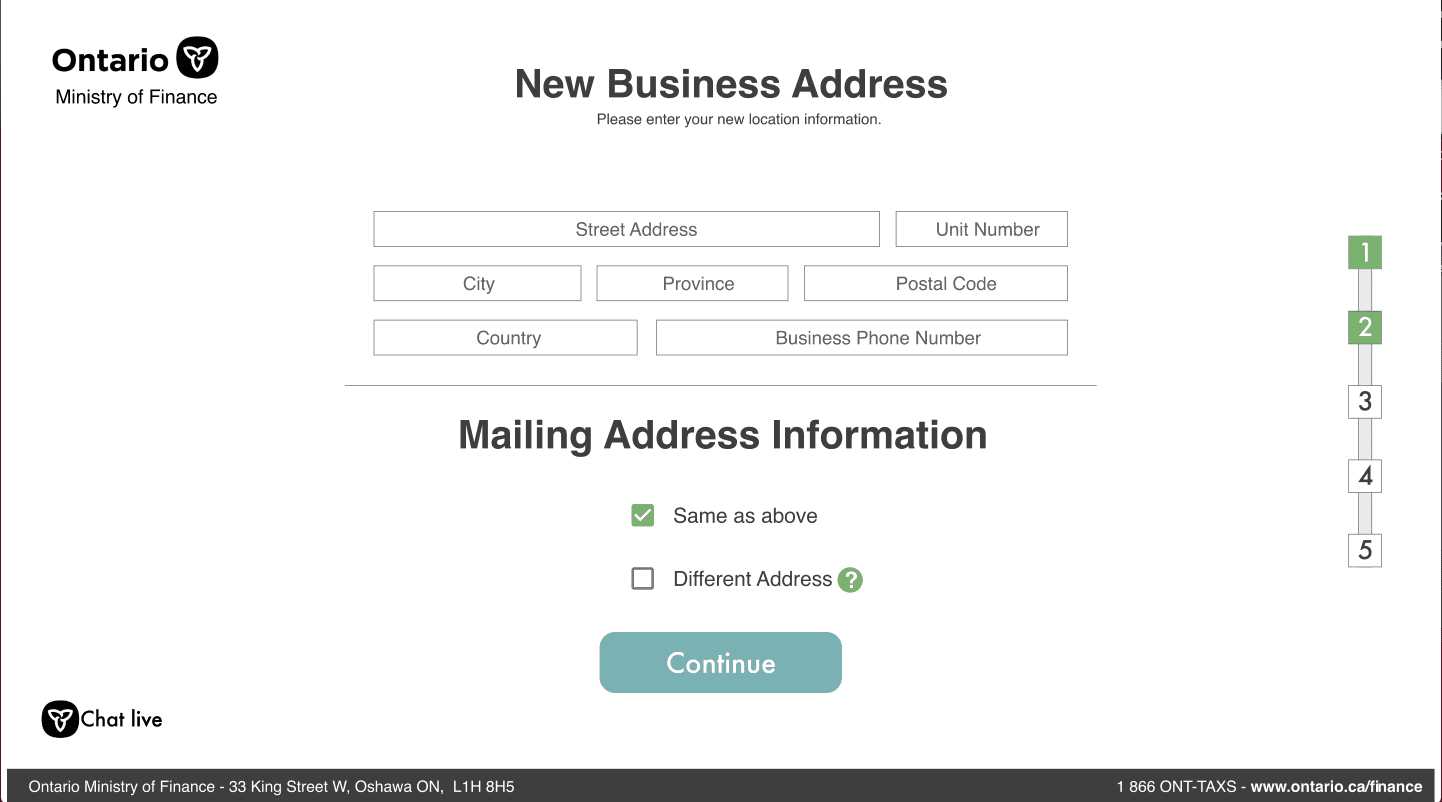 Ontario
Ministry of Finance
New Business Address
Please enter your new location information.
Street Address
Unit Number
City
Province
Postal Code
Country
Business Phone Number
1
2
3
4
5
Mailing Address Information
Same as above
Different Address ?
Continue
Chat live
Ontario Ministry of Finance - 33 King Street W, Oshawa ON, L1H 8H5
1 866 ONT-TAXS - www.ontario.ca/finance